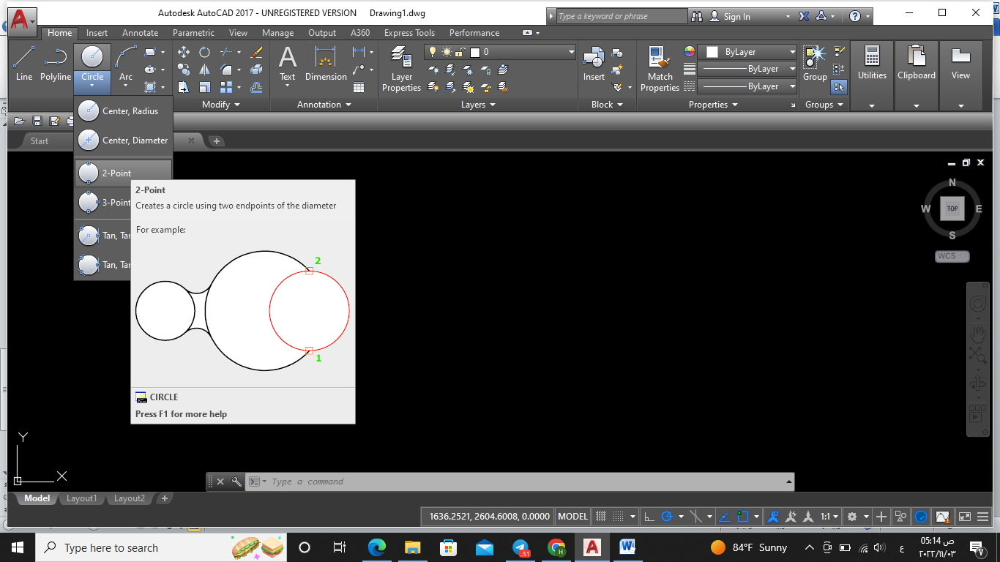 Autodesk AutoCAD 2017 - UNREGISTERED VERSION Drawing1.dwg
Type a keyword or phrase
Sign In
Home Insert Annotate Parametric View Manage Output A360 Express Tools Performance
Line Polyline Circle Arc
Text Dimension
Layer Properties
0
Insert
Match Properties
ByLayer
ByLayer
ByLayer
Group
Utilities
Clipboard
View
Modify Annotation Layers Block Properties Groups
Start
Center, Radius
Center, Diameter
2-Point
3-Point
Tan, Tan
Tan, Tan
2-Point
Creates a circle using two endpoints of the diameter
For example:
2
1
CIRCLE
Press F1 for more help
N
W TOP E
S
WCS
Y
X
Type a command
Model Layout1 Layout2
1636.2521, 2604.6008, 0.0000 MODEL 1:1
Type here to search
51
84°F Sunny
ع
05:14 ص
٢٠٢٢/١١/٠٣